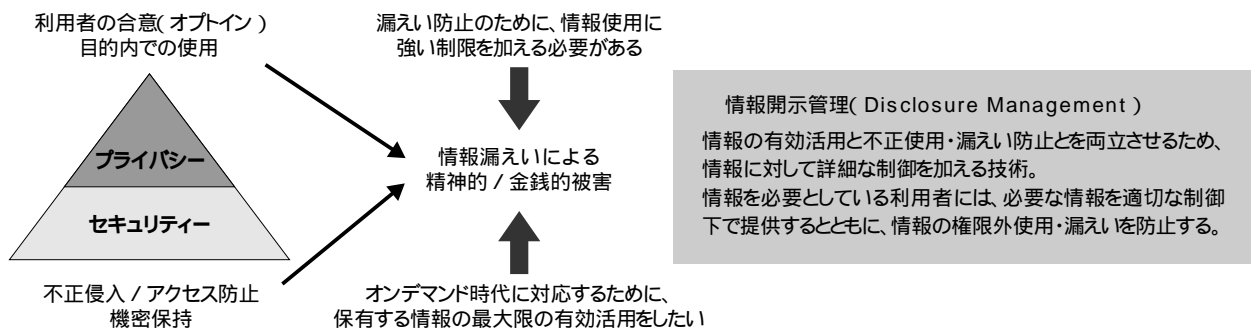 利用者の合意( オプトイン )
目的内での使用
プライバシー
セキュリティー
不正侵入 / アクセス防止
機密保持
漏えい防止のために、情報使用に
強い制限を加える必要がある
情報漏えいによる
精神的 / 金銭的被害
オンデマンド時代に対応するために、
保有する情報の最大限の有効活用をしたい
情報開示管理( Disclosure Management )
情報の有効活用と不正使用・漏えい防止とを両立させるため、
情報に対して詳細な制御を加える技術。
情報を必要としている利用者には、必要な情報を適切な制御
下で提供するとともに、情報の権限外使用・漏えいを防止する。